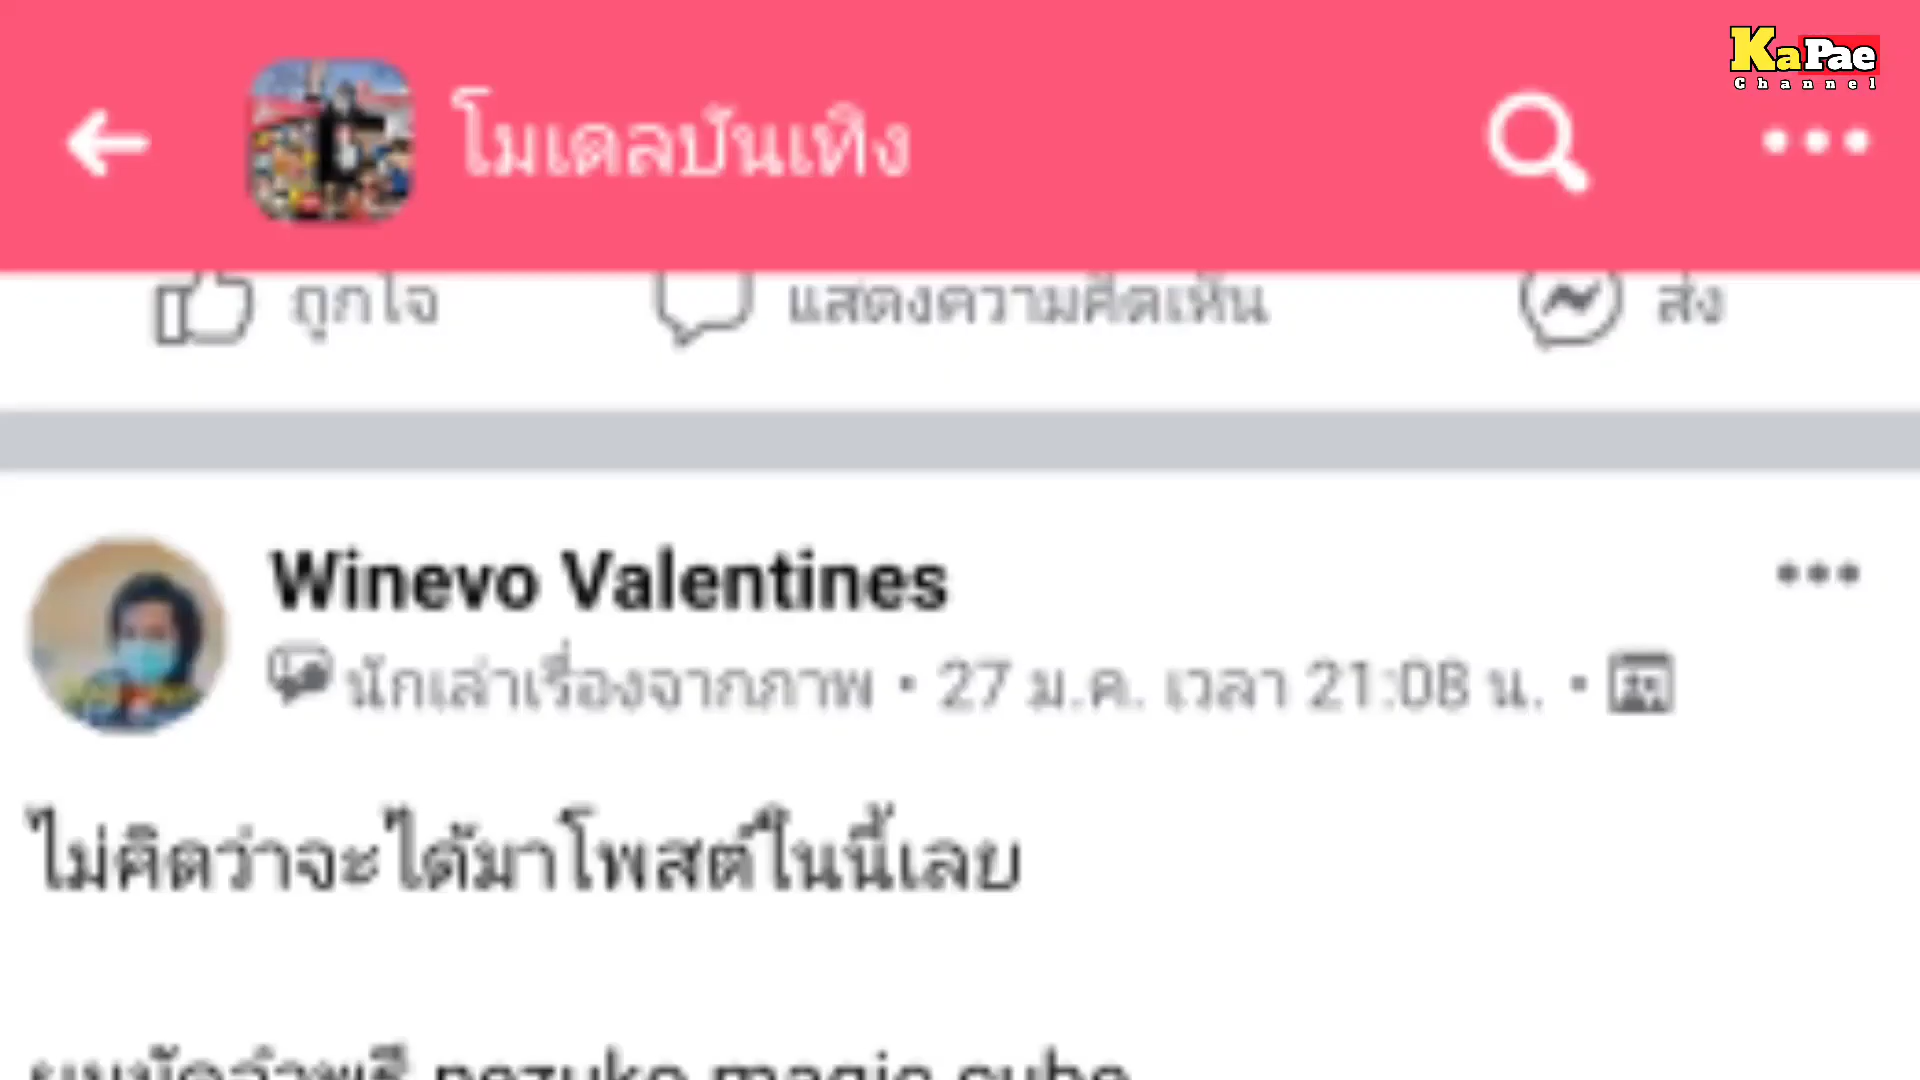 KaPae
Channel
โมเดลบันเทิง
ถูกใจ แสดงความคิดเห็น ส่ง
Winevo Valentines
นักเล่าเรื่องจากภาพ • 27 ม.ค. เวลา 21:08 น. •
ไม่คิดว่าจะได้มาโพสต์ในนี้เลย
nezuko magic cube